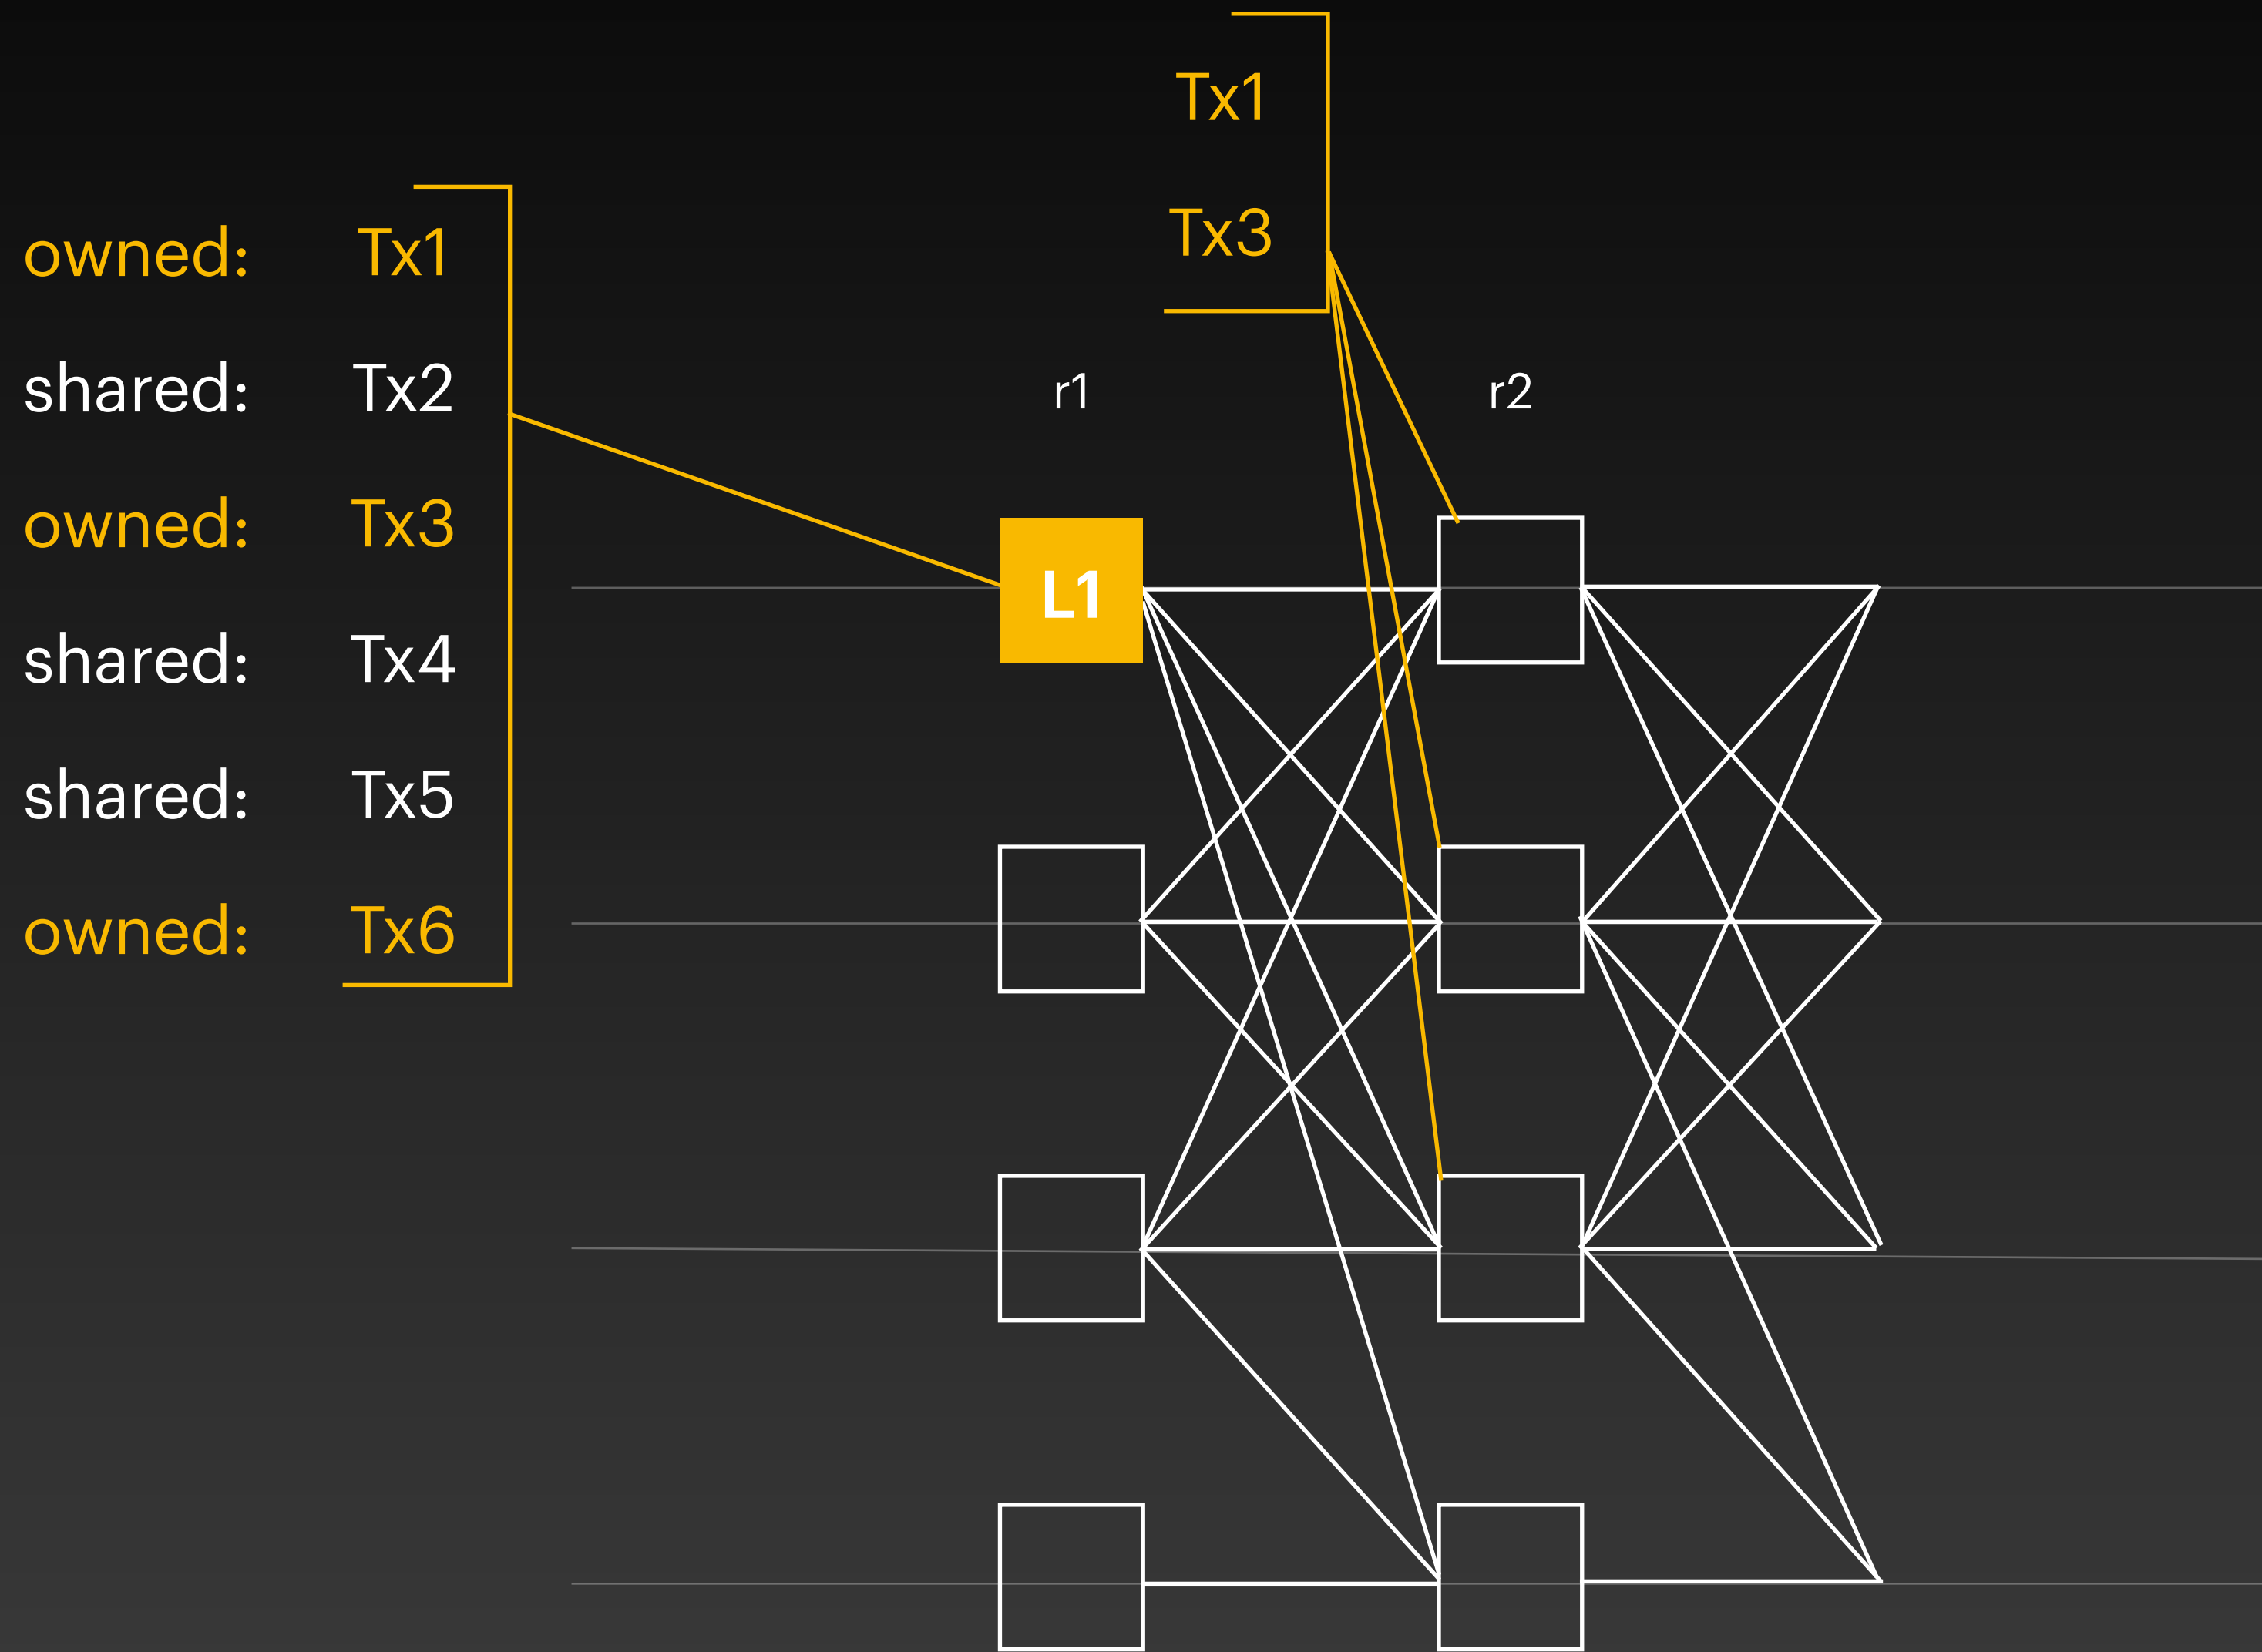 Tx1
Tx3
owned: Tx1
shared: Tx2
owned: Tx3
shared: Tx4
shared: Tx5
owned: Tx6
r1
r2
L1